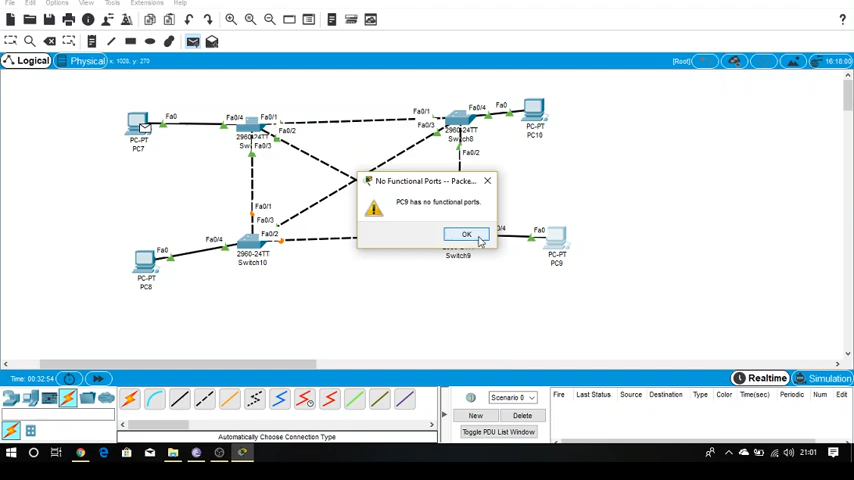 File Edit Options View Tools Extensions Help
?
Logical
Physical x: 1028, y: 270
[Root]
16:18:00
Fa0
Fa0/4
Fa0/1
Fa0/2
PC-PT
PC7
2960-24TT
Fa0/3
Fa0/1
Fa0/3
Fa0/4
Fa0
2960-24TT
Switch8
Fa0/2
PC-PT
PC10
No Functional Ports -- Packe...
PC9 has no functional ports.
OK
Fa0/1
Fa0/3
Fa0/2
Fa0/4
Fa0
PC-PT
PC8
2960-24TT
Switch10
Switch9
Fa0
PC-PT
PC9
Time: 00:32:54
Realtime
Simulation
Scenario 0
New
Delete
Toggle PDU List Window
Fire Last Status Source Destination Type Color Time(sec) Periodic Num Edit
Automatically Choose Connection Type
21:01